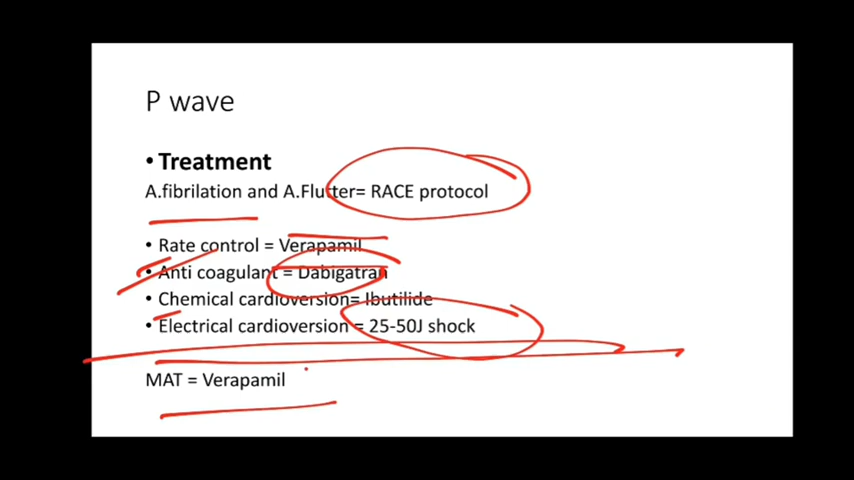 P wave
• Treatment
A.fibrilation and A.Flutter= RACE protocol
• Rate control = Verapamil
• Anti coagulant = Dabigatran
• Chemical cardioversion= Ibutilide
• Electrical cardioversion = 25-50J shock
MAT = Verapamil